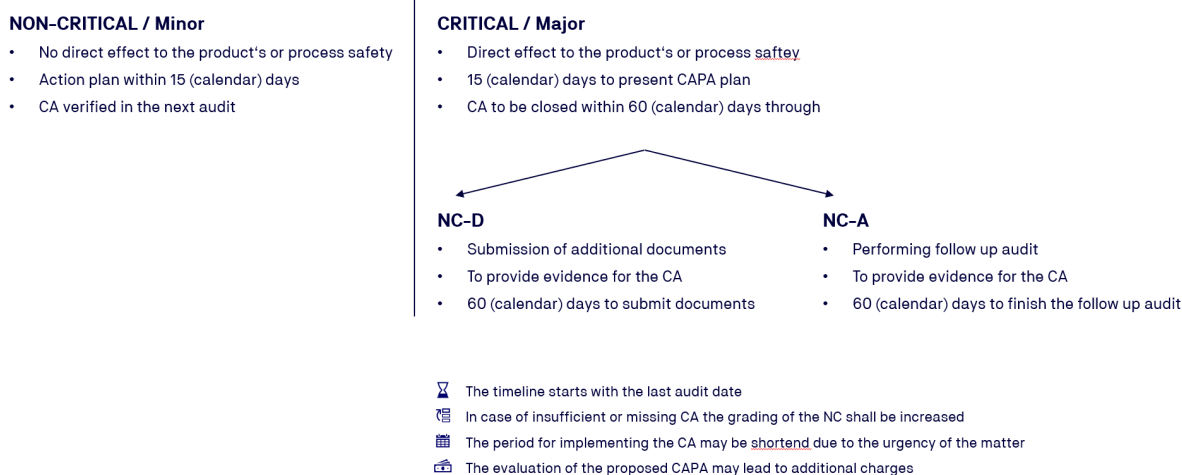 NON-CRITICAL / Minor
• No direct effect to the product‘s or process safety
• Action plan within 15 (calendar) days
• CA verified in the next audit
CRITICAL / Major
• Direct effect to the product‘s or process saftey
• 15 (calendar) days to present CAPA plan
• CA to be closed within 60 (calendar) days through
NC-D
• Submission of additional documents
• To provide evidence for the CA
• 60 (calendar) days to submit documents
NC-A
• Performing follow up audit
• To provide evidence for the CA
• 60 (calendar) days to finish the follow up audit
The timeline starts with the last audit date
In case of insufficient or missing CA the grading of the NC shall be increased
The period for implementing the CA may be shortend due to the urgency of the matter
The evaluation of the proposed CAPA may lead to additional charges